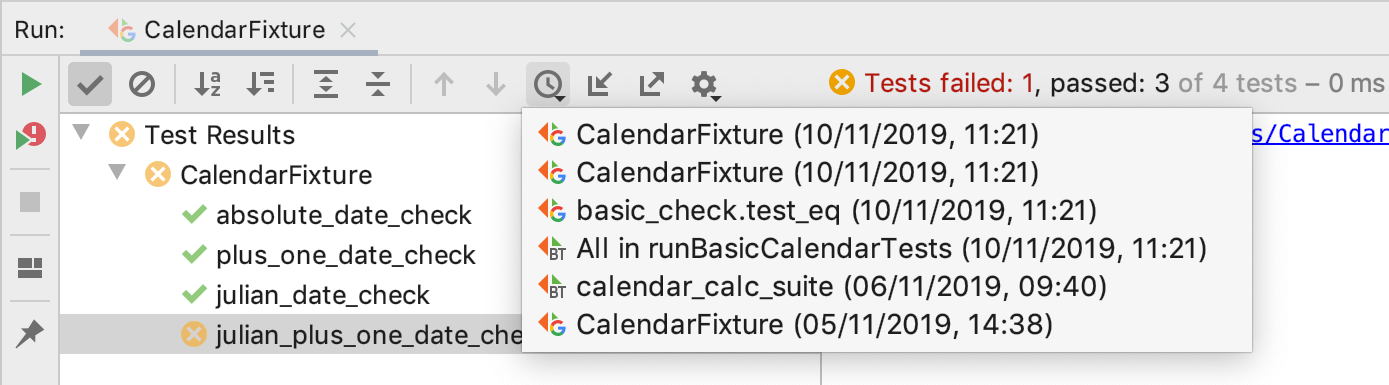 Run: CalendarFixture
Tests failed: 1, passed: 3 of 4 tests – 0 ms
Test Results
CalendarFixture
absolute_date_check
plus_one_date_check
julian_date_check
julian_plus_one_date_che
CalendarFixture (10/11/2019, 11:21)
CalendarFixture (10/11/2019, 11:21)
basic_check.test_eq (10/11/2019, 11:21)
BT All in runBasicCalendarTests (10/11/2019, 11:21)
BT calendar_calc_suite (06/11/2019, 09:40)
CalendarFixture (05/11/2019, 14:38)
s/Calendar